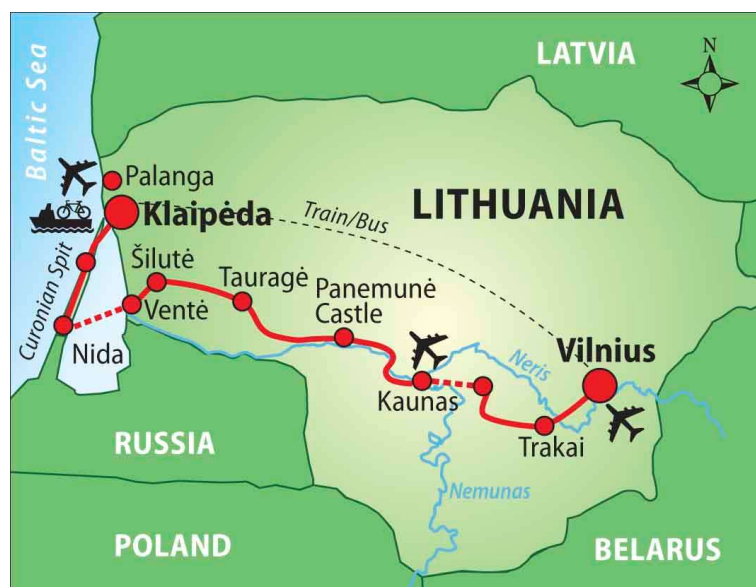 LATVIA
N
Baltic Sea
Palanga
Klaipėda
LITHUANIA
Train/Bus
Curonian Spit
Šilutė
Ventė
Tauragė
Panemunė
Castle
Nida
Kaunas
Neris
Vilnius
Trakai
RUSSIA
Nemunas
POLAND
BELARUS